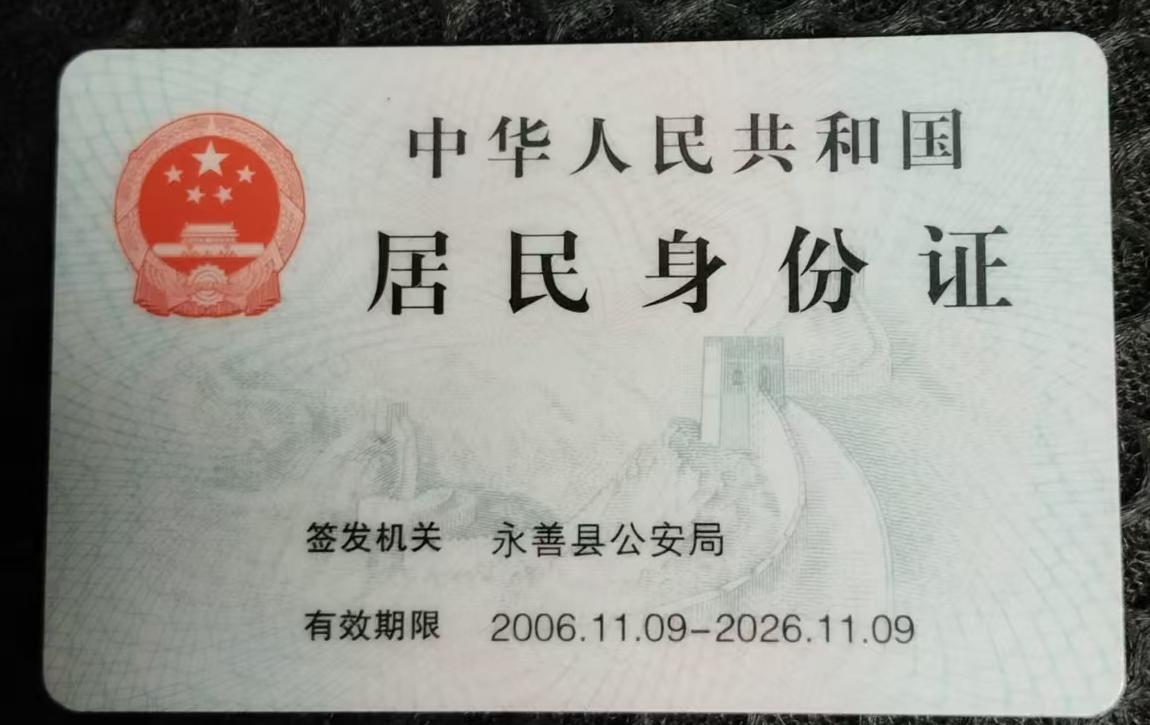 中华人民共和国
居民身份证
签发机关 永善县公安局
有效期限 2006.11.09-2026.11.09